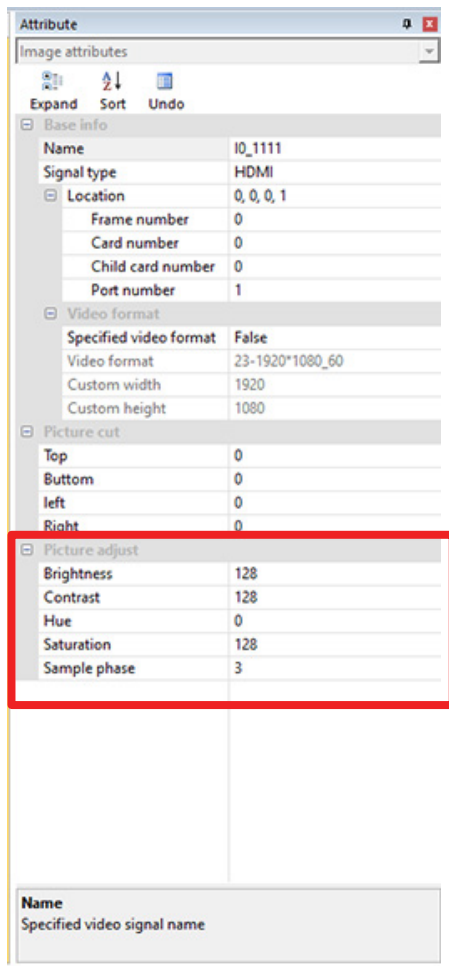 Attribute
Image attributes
Expand Sort Undo
Base info
Name I0_1111
Signal type HDMI
Location 0, 0, 0, 1
Frame number 0
Card number 0
Child card number 0
Port number 1
Video format
Specified video format False
Video format 23-1920*1080_60
Custom width 1920
Custom height 1080
Picture cut
Top 0
Buttom 0
left 0
Right 0
Picture adjust
Brightness 128
Contrast 128
Hue 0
Saturation 128
Sample phase 3
Name
Specified video signal name